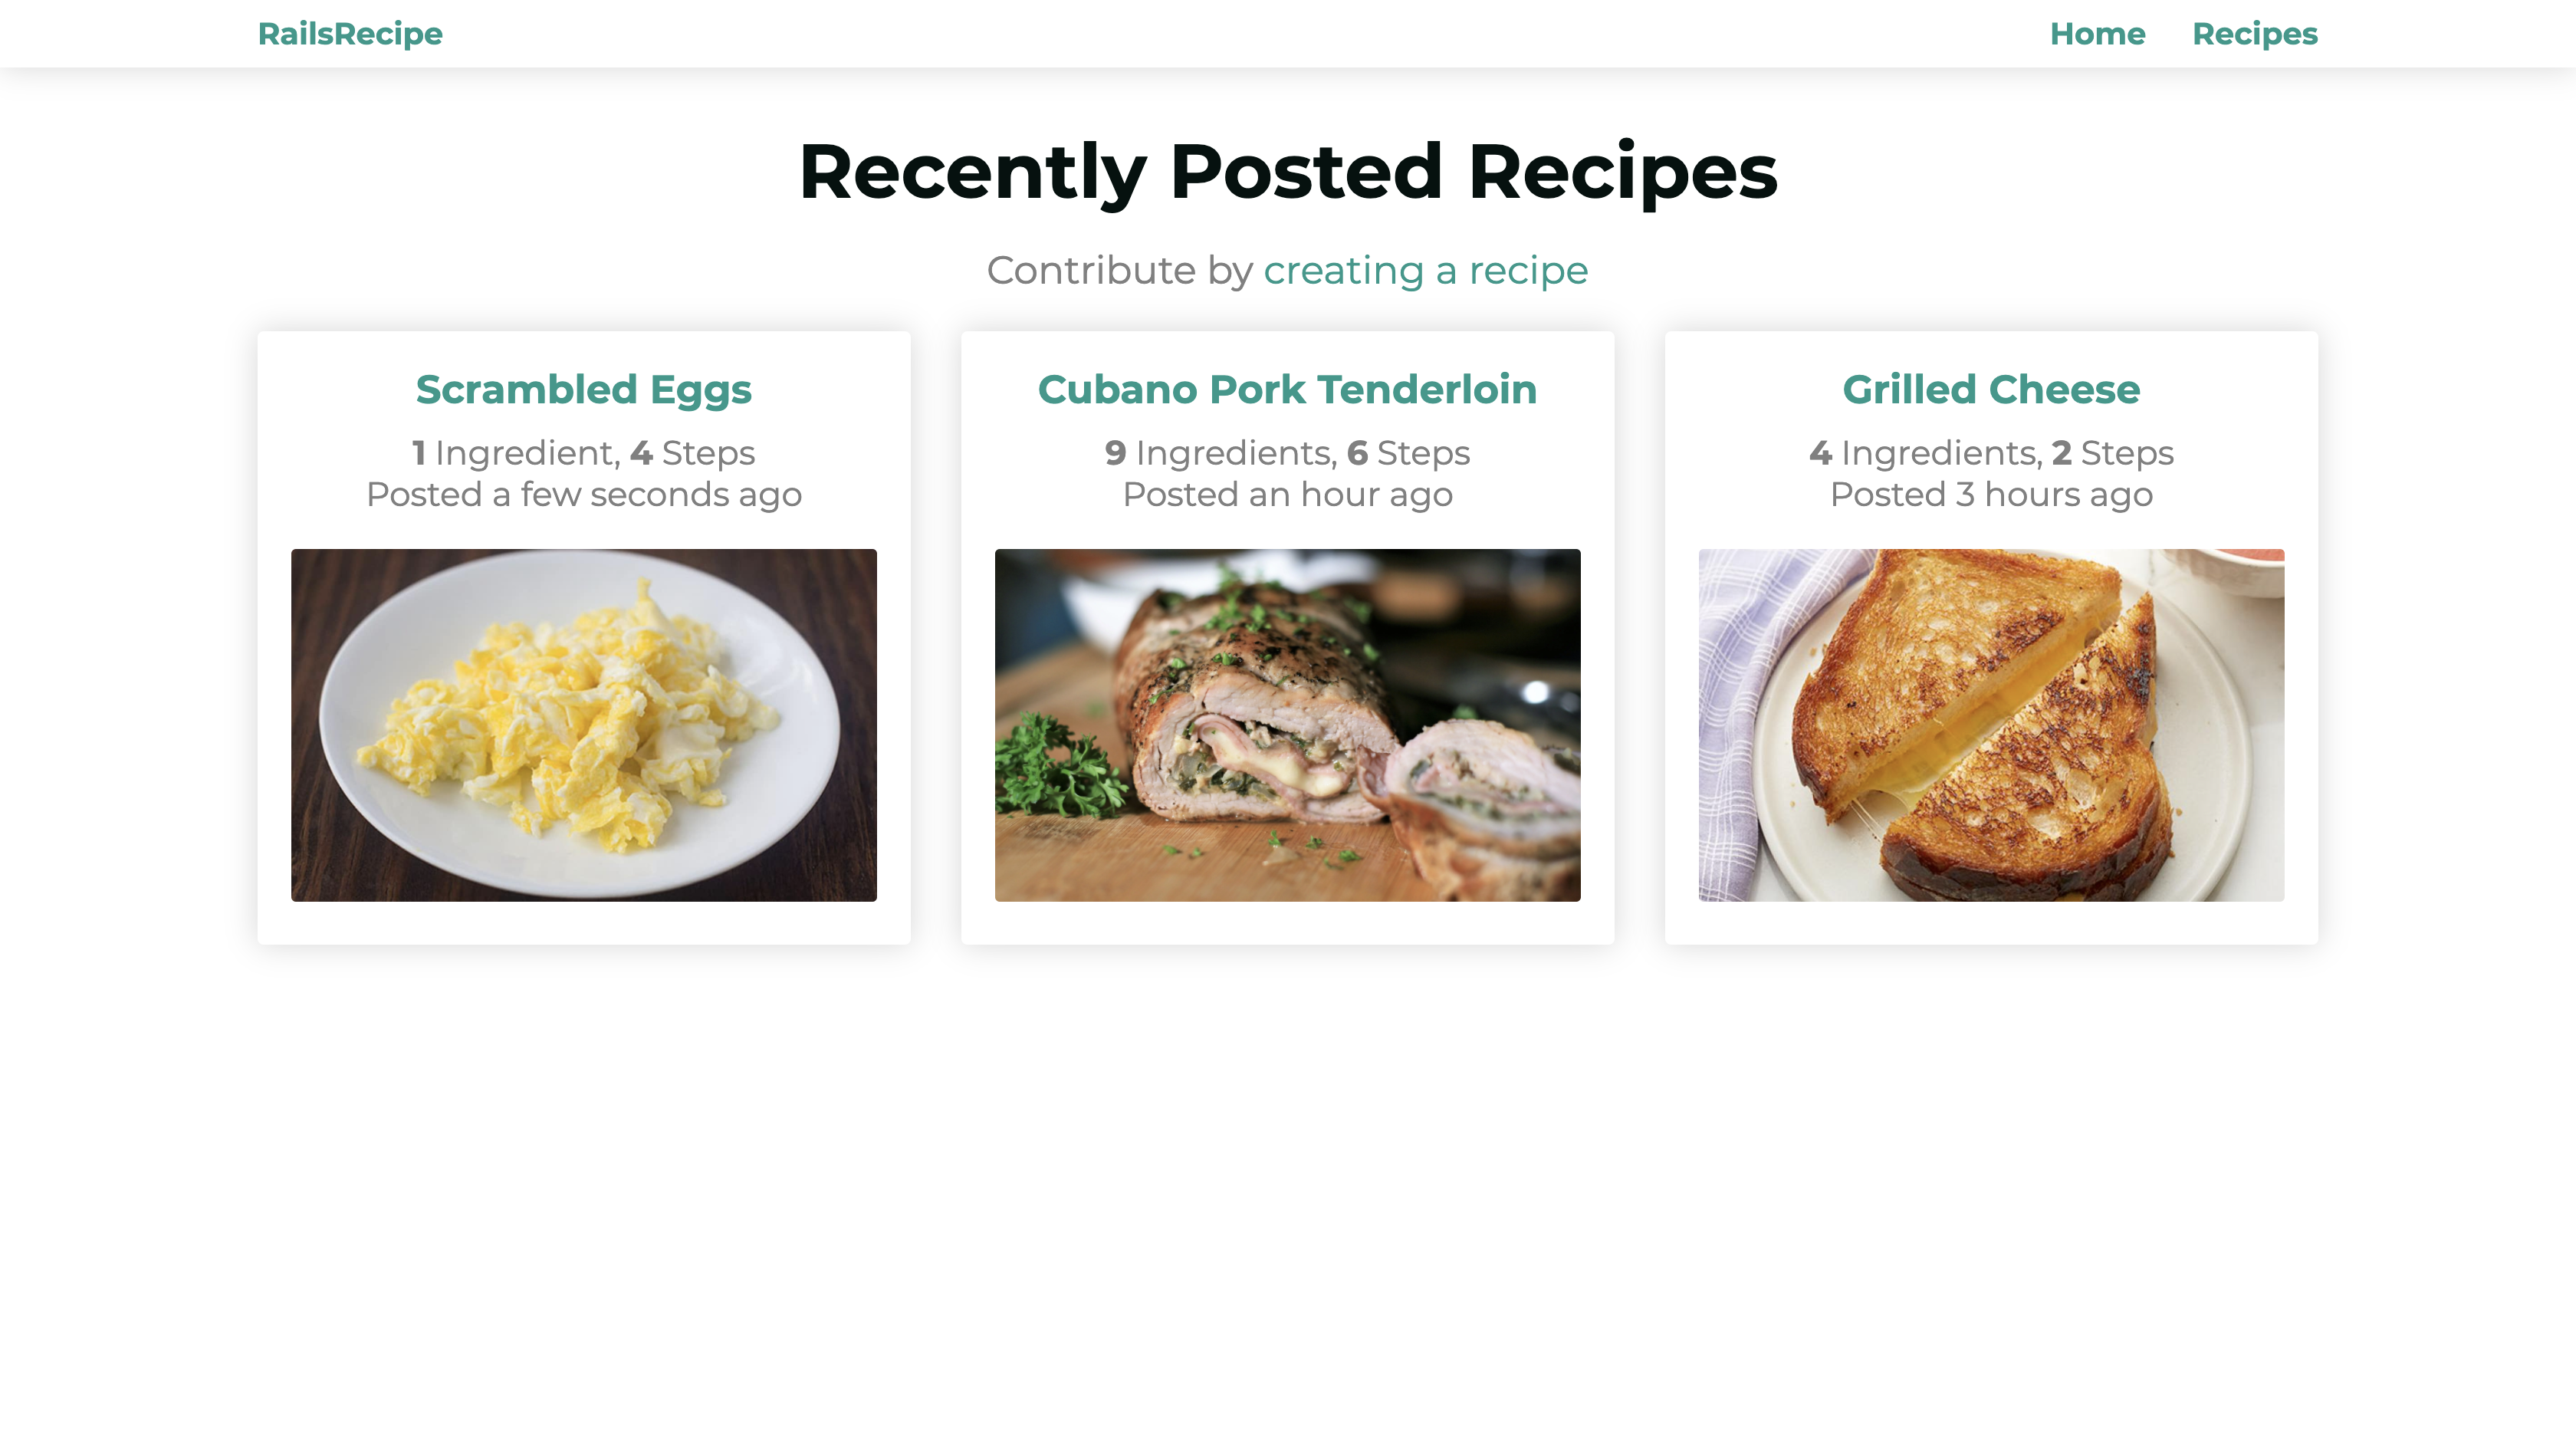 RailsRecipe
Home
Recipes
Recently Posted Recipes
Contribute by creating a recipe
Scrambled Eggs
1 Ingredient, 4 Steps
Posted a few seconds ago
Cubano Pork Tenderloin
9 Ingredients, 6 Steps
Posted an hour ago
Grilled Cheese
4 Ingredients, 2 Steps
Posted 3 hours ago